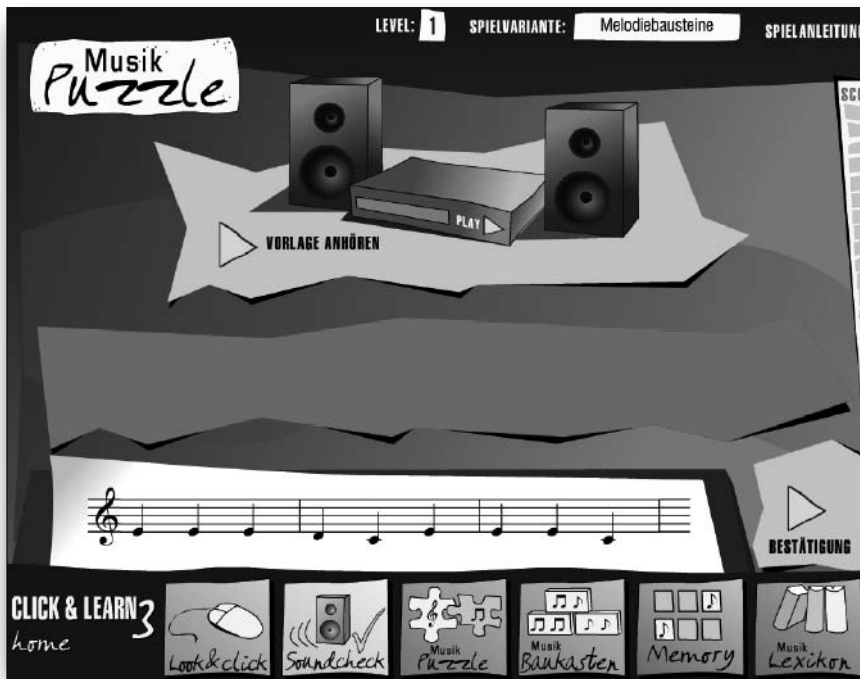 LEVEL: 1 SPIELVARIANTE: Melodiebausteine SPIELANLEITUNG
Musik
Puzzle
SCO
PLAY
VORLAGE ANHÖREN
BESTÄTIGUNG
CLICK & LEARN 3
home
Look & click
Soundcheck
Musik
Puzzle
Musik
Baukasten
Memory
Musik
Lexikon